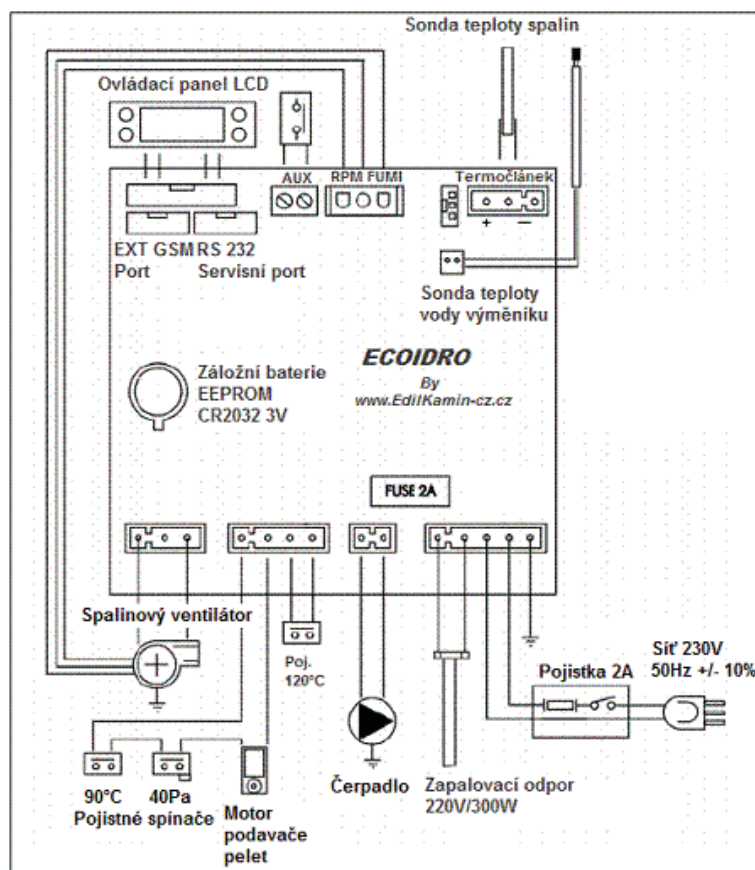 Sonda teploty spalin
Ovládací panel LCD
AUX
RPM FUMI
Termočlánek
+ —
EXT GSM RS 232
Port Servisní port
Sonda teploty
vody výměníku
ECOIDRO
By
www.EdilKamin-cz.cz
Záložní baterie
EEPROM
CR2032 3V
FUSE 2A
Spalinový ventilátor
Poj.
120°C
Síť 230V
50Hz +/- 10%
Pojistka 2A
90°C 40Pa
Pojistné spínače
Motor
podavače
pelet
Čerpadlo
Zapalovací odpor
220V/300W